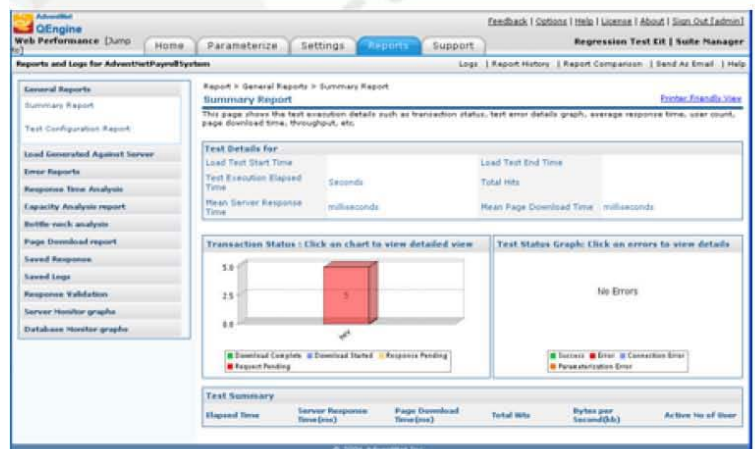 AdventNet
QEngine
Feedback | Options | Help | License | About | Sign Out [admin]
Web Performance [Jump to]
Home
Parameterize
Settings
Reports
Support
Regression Test Kit | Suite Manager
Reports and Logs for AdventNetPayrollSystem
Logs | Report History | Report Comparison | Send As Email | Help
General Reports
Summary Report
Test Configuration Report
Load Generated Against Server
Error Reports
Response Time Analysis
Capacity Analysis report
Bottle-neck analysis
Page Download report
Saved Response
Saved Logs
Response Validation
Server Monitor graphs
Database Monitor graphs
Report > General Reports > Summary Report
Summary Report
Printer Friendly View
This page shows the test execution details such as transaction status, test error details graph, average response time, user count,
page download time, throughput, etc.
Test Details for
Load Test Start Time
Load Test End Time
Test Execution Elapsed Time
Seconds
Total Hits
Mean Server Response Time
milliseconds
Mean Page Download Time
milliseconds
Transaction Status : Click on chart to view detailed view
5.0
2.5
0.0
5
Download Complete
Download Started
Response Pending
Request Pending
Test Status Graph: Click on errors to view details
No Errors
Success
Error
Connection Error
Parameterization Error
Test Summary
Elapsed Time
Server Response Time(ms)
Page Download Time(ms)
Total Hits
Bytes per Second(kb)
Active No of User